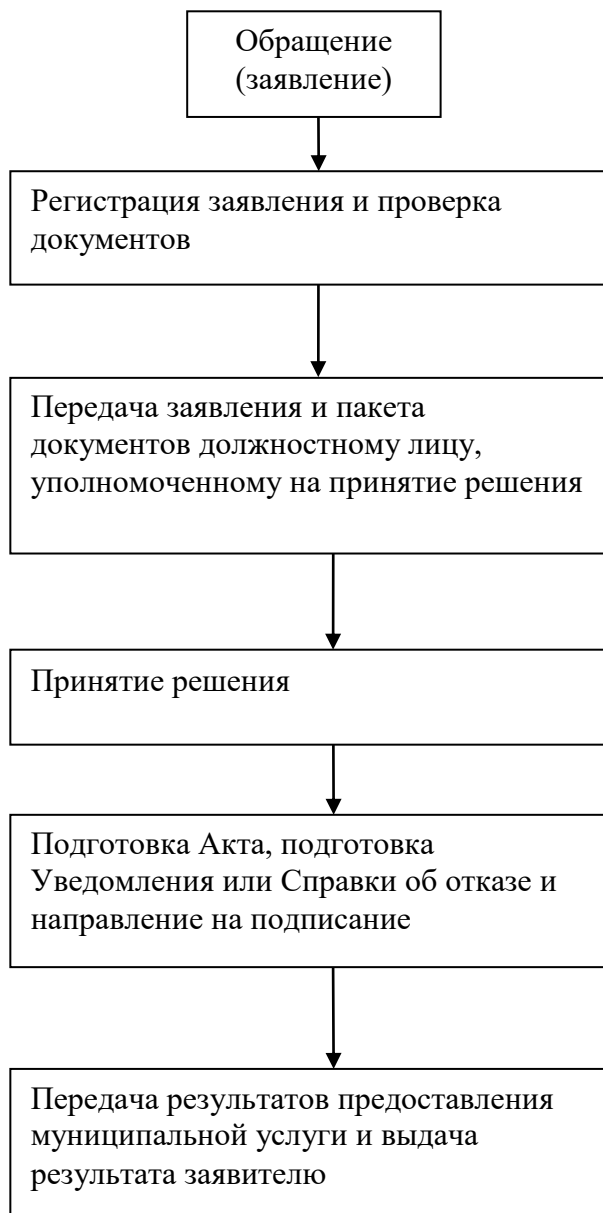 Обращение
(заявление)
Регистрация заявления и проверка
документов
Передача заявления и пакета
документов должностному лицу,
уполномоченному на принятие решения
Принятие решения
Подготовка Акта, подготовка
Уведомления или Справки об отказе и
направление на подписание
Передача результатов предоставления
муниципальной услуги и выдача
результата заявителю